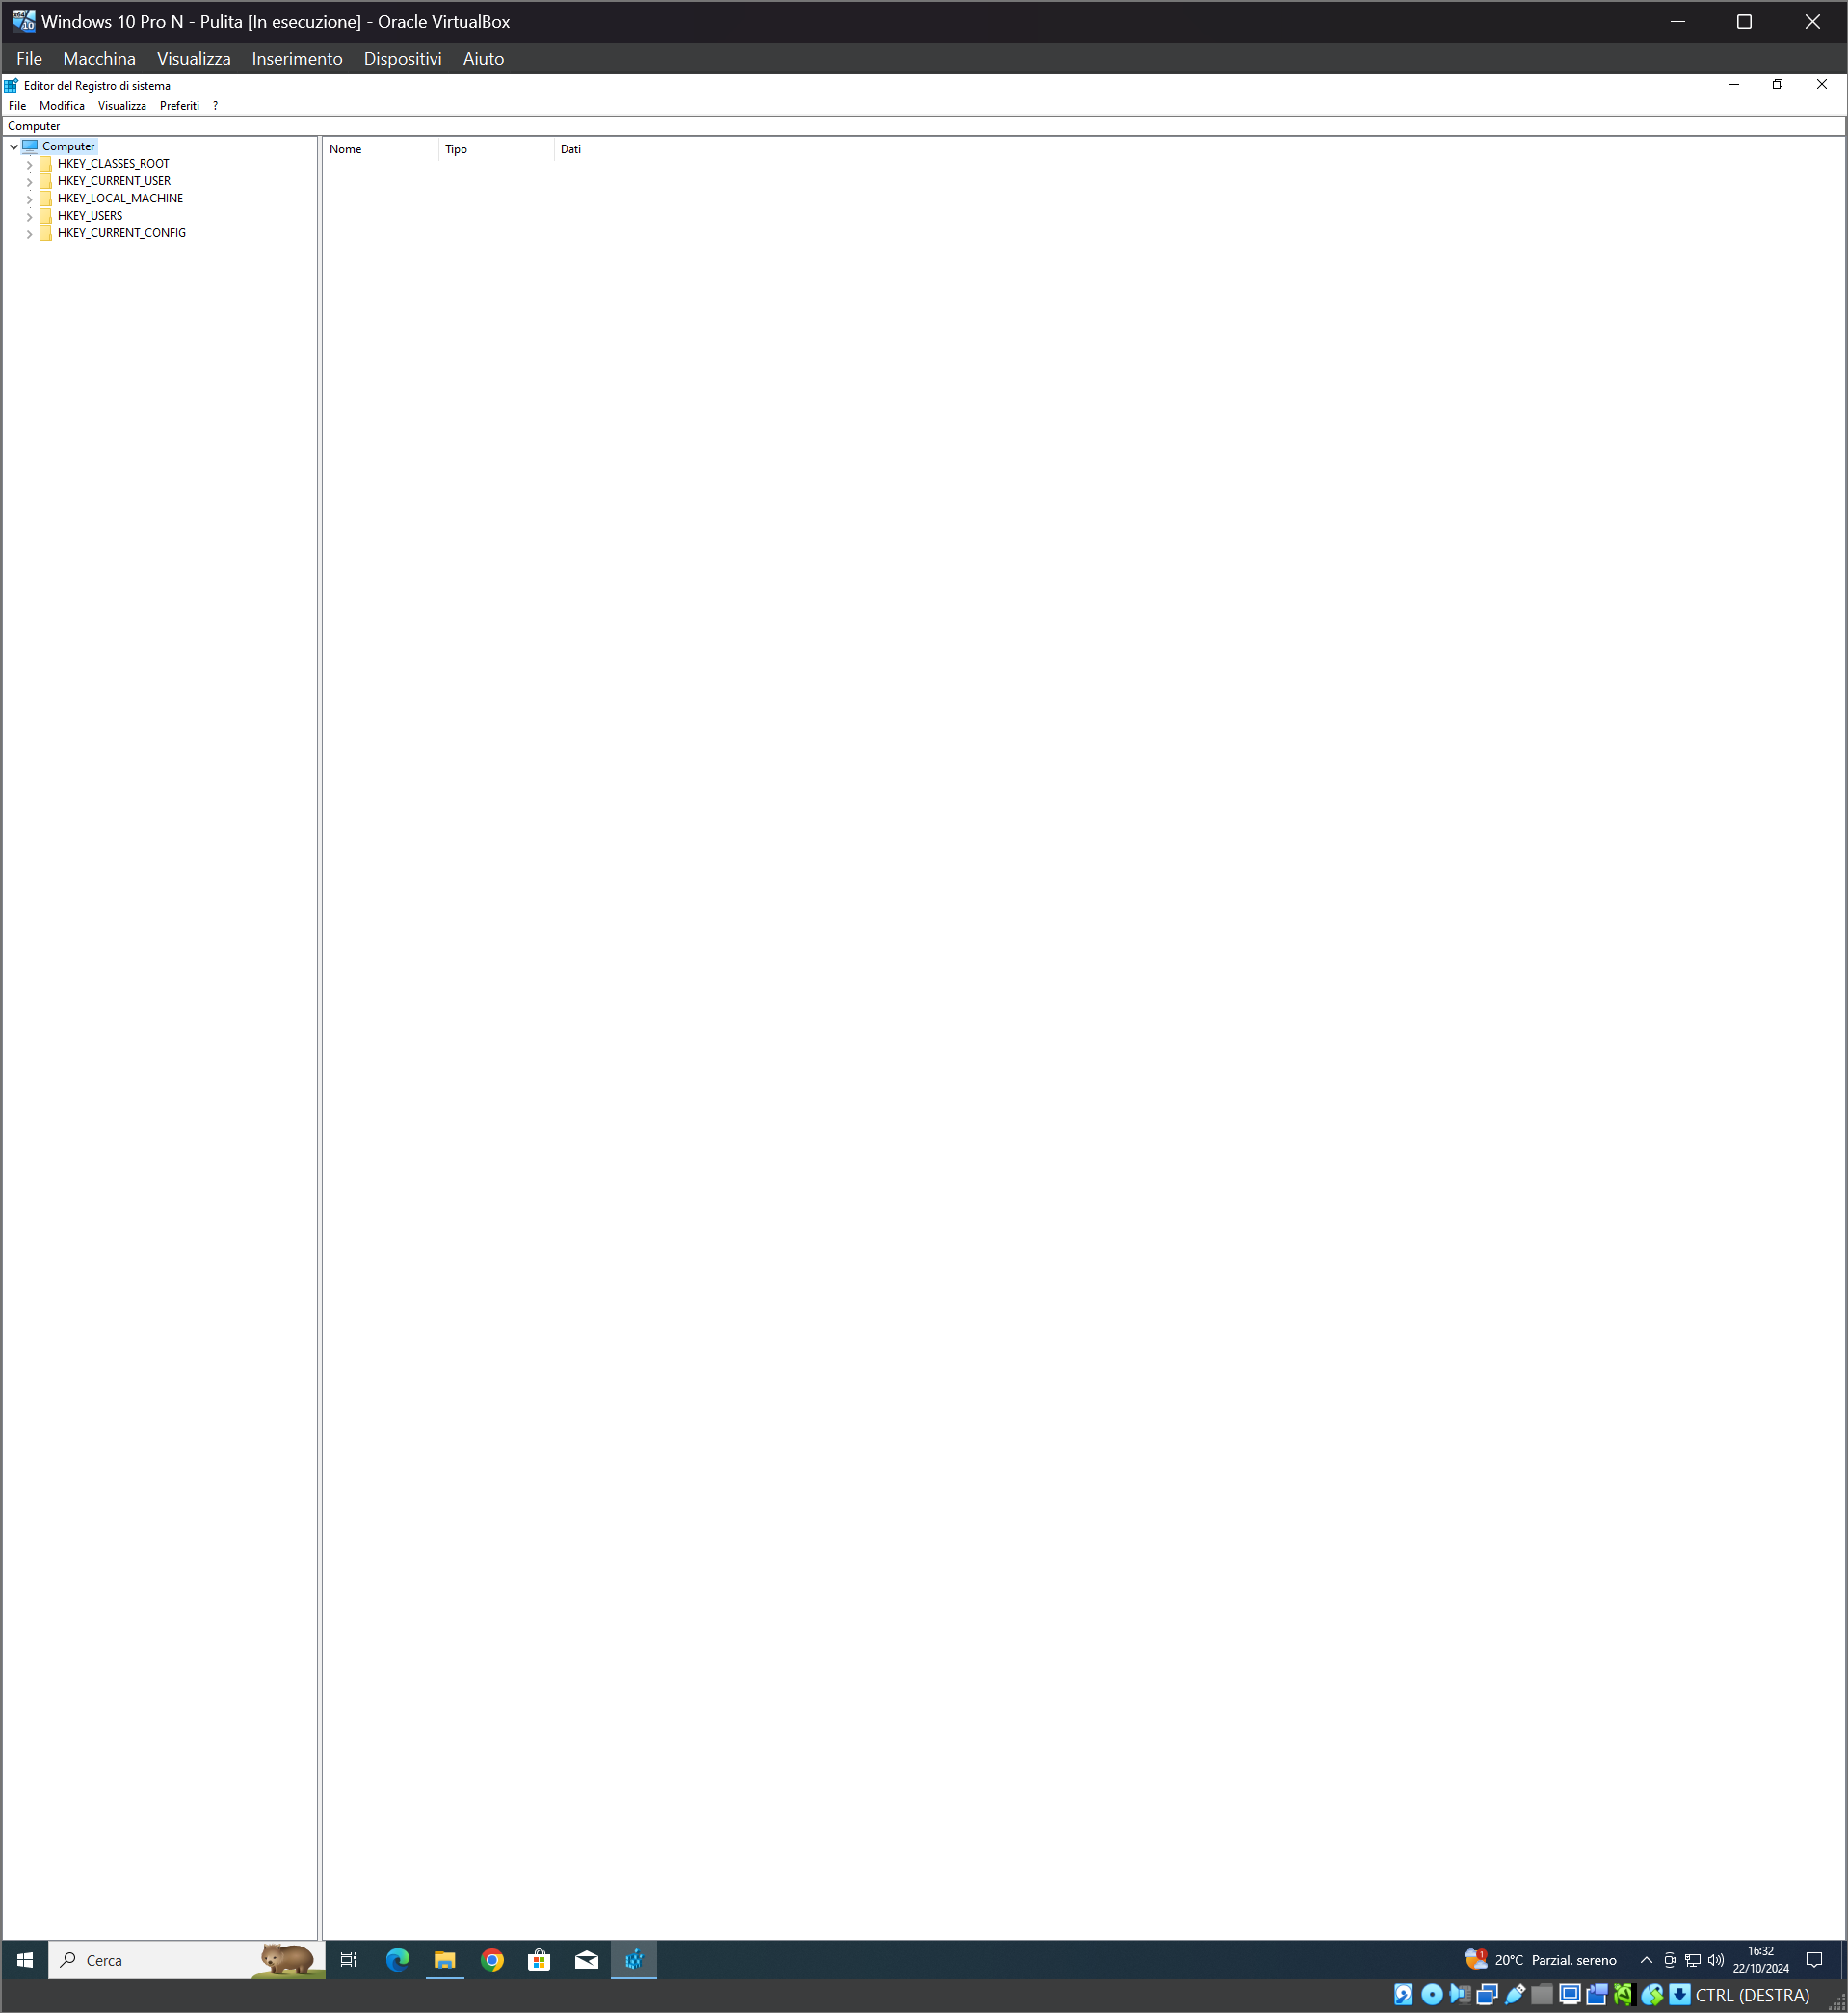 Windows 10 Pro N - Pulita [In esecuzione] - Oracle VirtualBox
File Macchina Visualizza Inserimento Dispositivi Aiuto
Editor del Registro di sistema
File Modifica Visualizza Preferiti ?
Computer
Computer
HKEY_CLASSES_ROOT
HKEY_CURRENT_USER
HKEY_LOCAL_MACHINE
HKEY_USERS
HKEY_CURRENT_CONFIG
Nome Tipo Dati
Cerca
1
20°C Parzial. sereno
16:32
22/10/2024
CTRL (DESTRA)